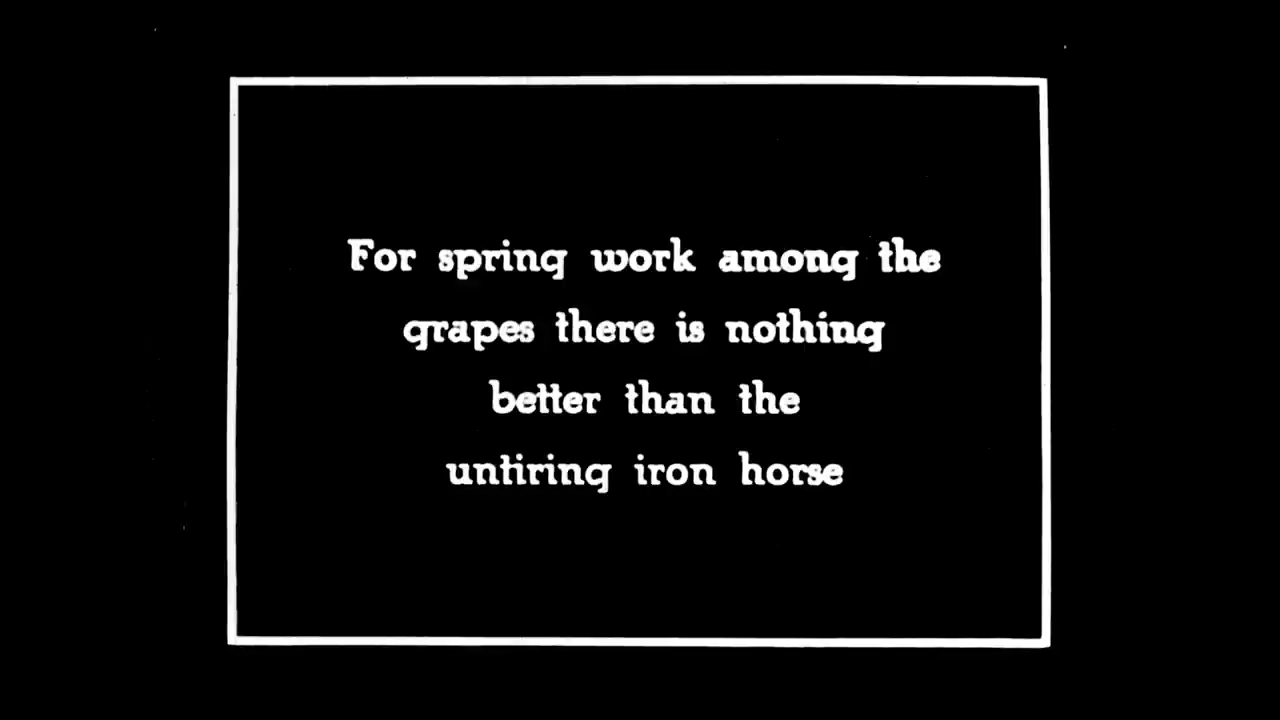 For spring work among the
grapes there is nothing
better than the
untiring iron horse